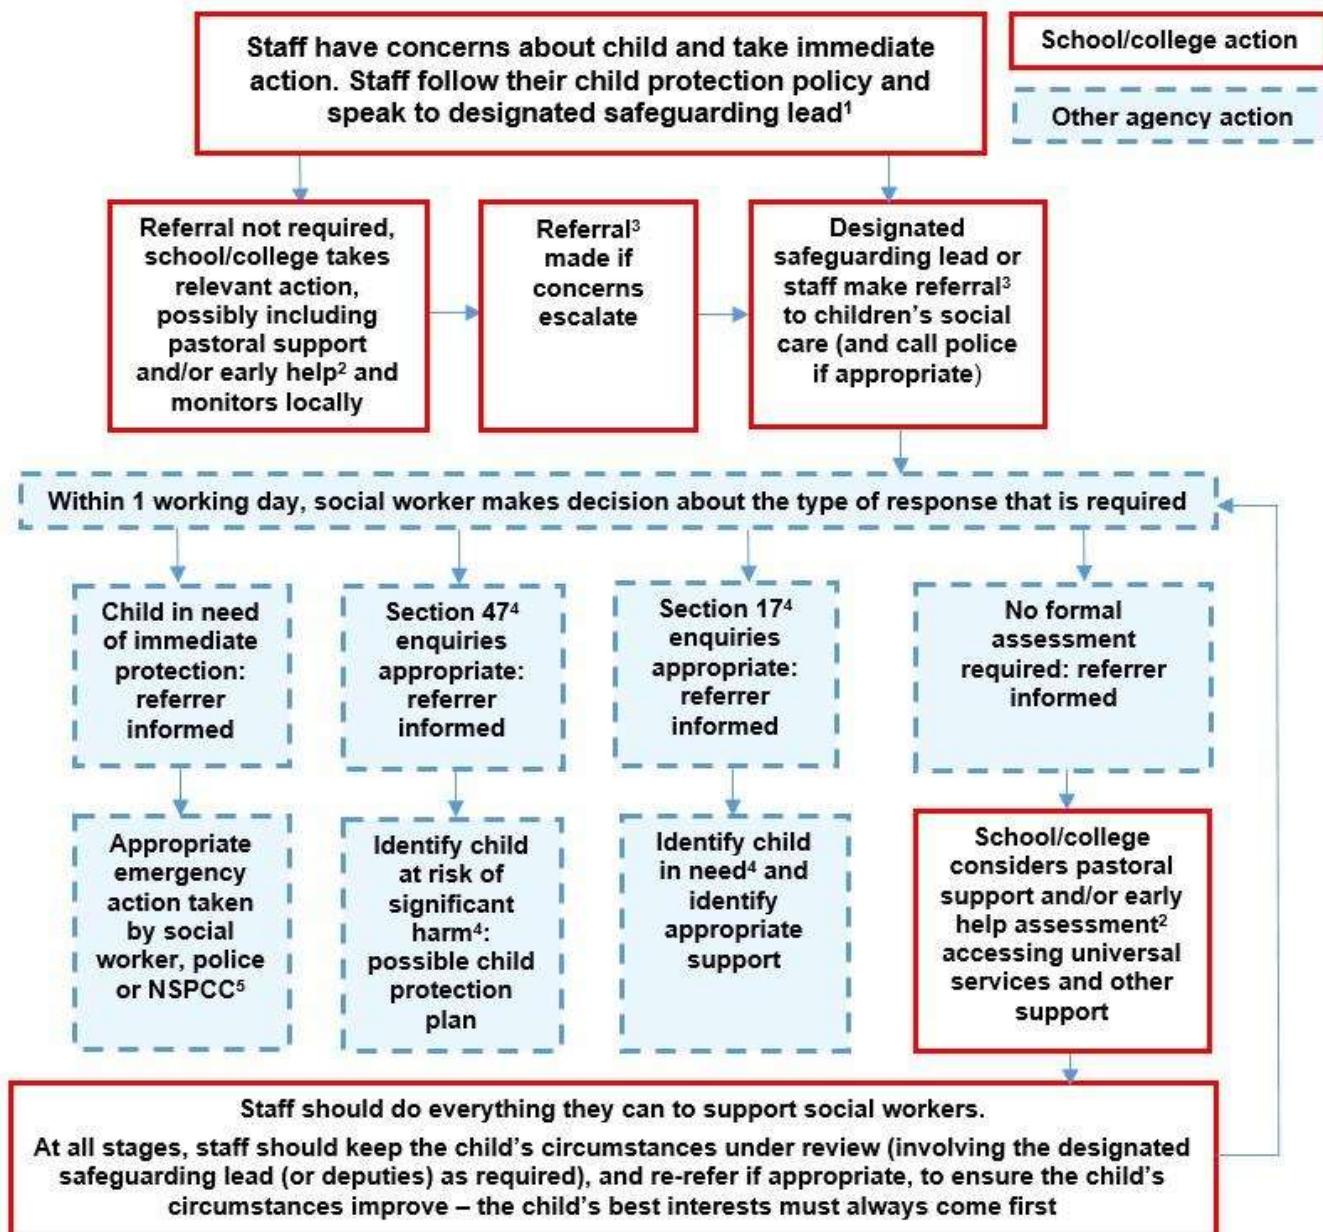 Staff have concerns about child and take immediate
action. Staff follow their child protection policy and
speak to designated safeguarding lead¹
School/college action
Other agency action
Referral not required,
school/college takes
relevant action,
possibly including
pastoral support
and/or early help² and
monitors locally
Referral³
made if
concerns
escalate
Designated
safeguarding lead or
staff make referral³
to children’s social
care (and call police
if appropriate)
Within 1 working day, social worker makes decision about the type of response that is required
Child in need
of immediate
protection:
referrer
informed
Section 47⁴
enquiries
appropriate:
referrer
informed
Section 17⁴
enquiries
appropriate:
referrer
informed
No formal
assessment
required: referrer
informed
Appropriate
emergency
action taken
by social
worker, police
or NSPCC⁵
Identify child
at risk of
significant
harm⁴:
possible child
protection
plan
Identify child
in need⁴ and
identify
appropriate
support
School/college
considers pastoral
support and/or early
help assessment²
accessing universal
services and other
support
Staff should do everything they can to support social workers.
At all stages, staff should keep the child’s circumstances under review (involving the designated
safeguarding lead (or deputies) as required), and re-refer if appropriate, to ensure the child’s
circumstances improve – the child’s best interests must always come first